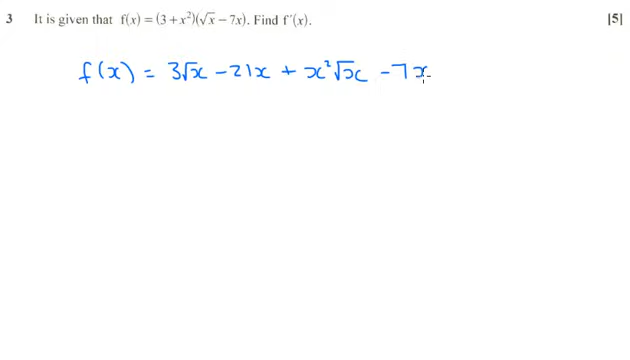 3 It is given that f(x) = (3 + x²)(√x − 7x). Find f′(x). [5]
f(x) = 3√x − 21x + x²√x − 7x